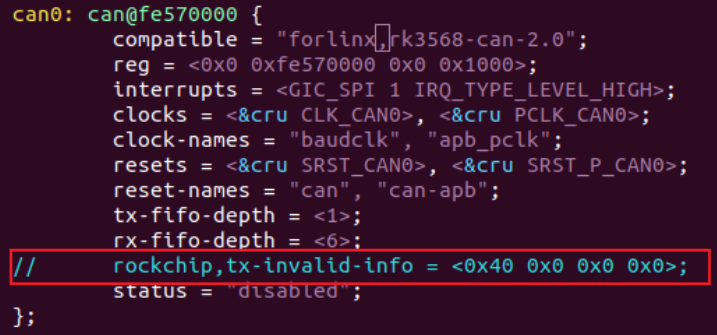 can0: can@fe570000 {
compatible = "forlinx,rk3568-can-2.0";
reg = <0x0 0xfe570000 0x0 0x1000>;
interrupts = <GIC_SPI 1 IRQ_TYPE_LEVEL_HIGH>;
clocks = <&cru CLK_CAN0>, <&cru PCLK_CAN0>;
clock-names = "baudclk", "apb_pclk";
resets = <&cru SRST_CAN0>, <&cru SRST_P_CAN0>;
reset-names = "can", "can-apb";
tx-fifo-depth = <1>;
rx-fifo-depth = <6>;
// rockchip,tx-invalid-info = <0x40 0x0 0x0 0x0>;
status = "disabled";
};